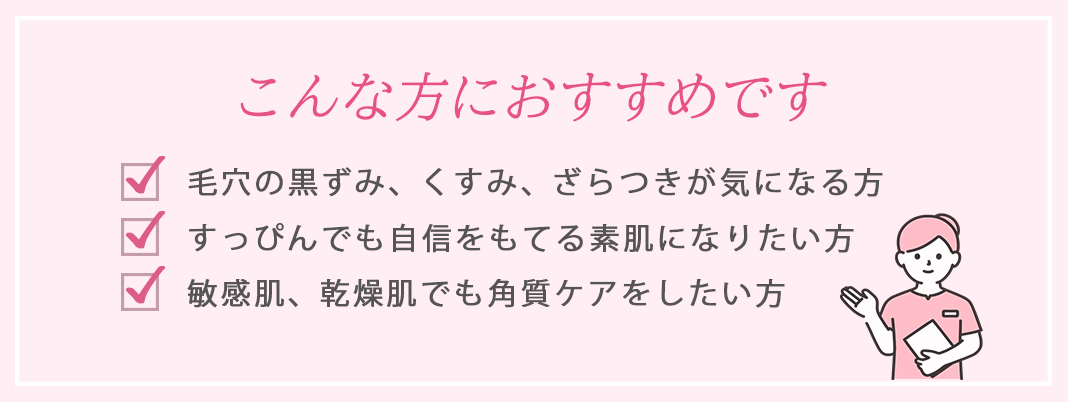 こんな方におすすめです
毛穴の黒ずみ、くすみ、ざらつきが気になる方
すっぴんでも自信をもてる素肌になりたい方
敏感肌、乾燥肌でも角質ケアをしたい方